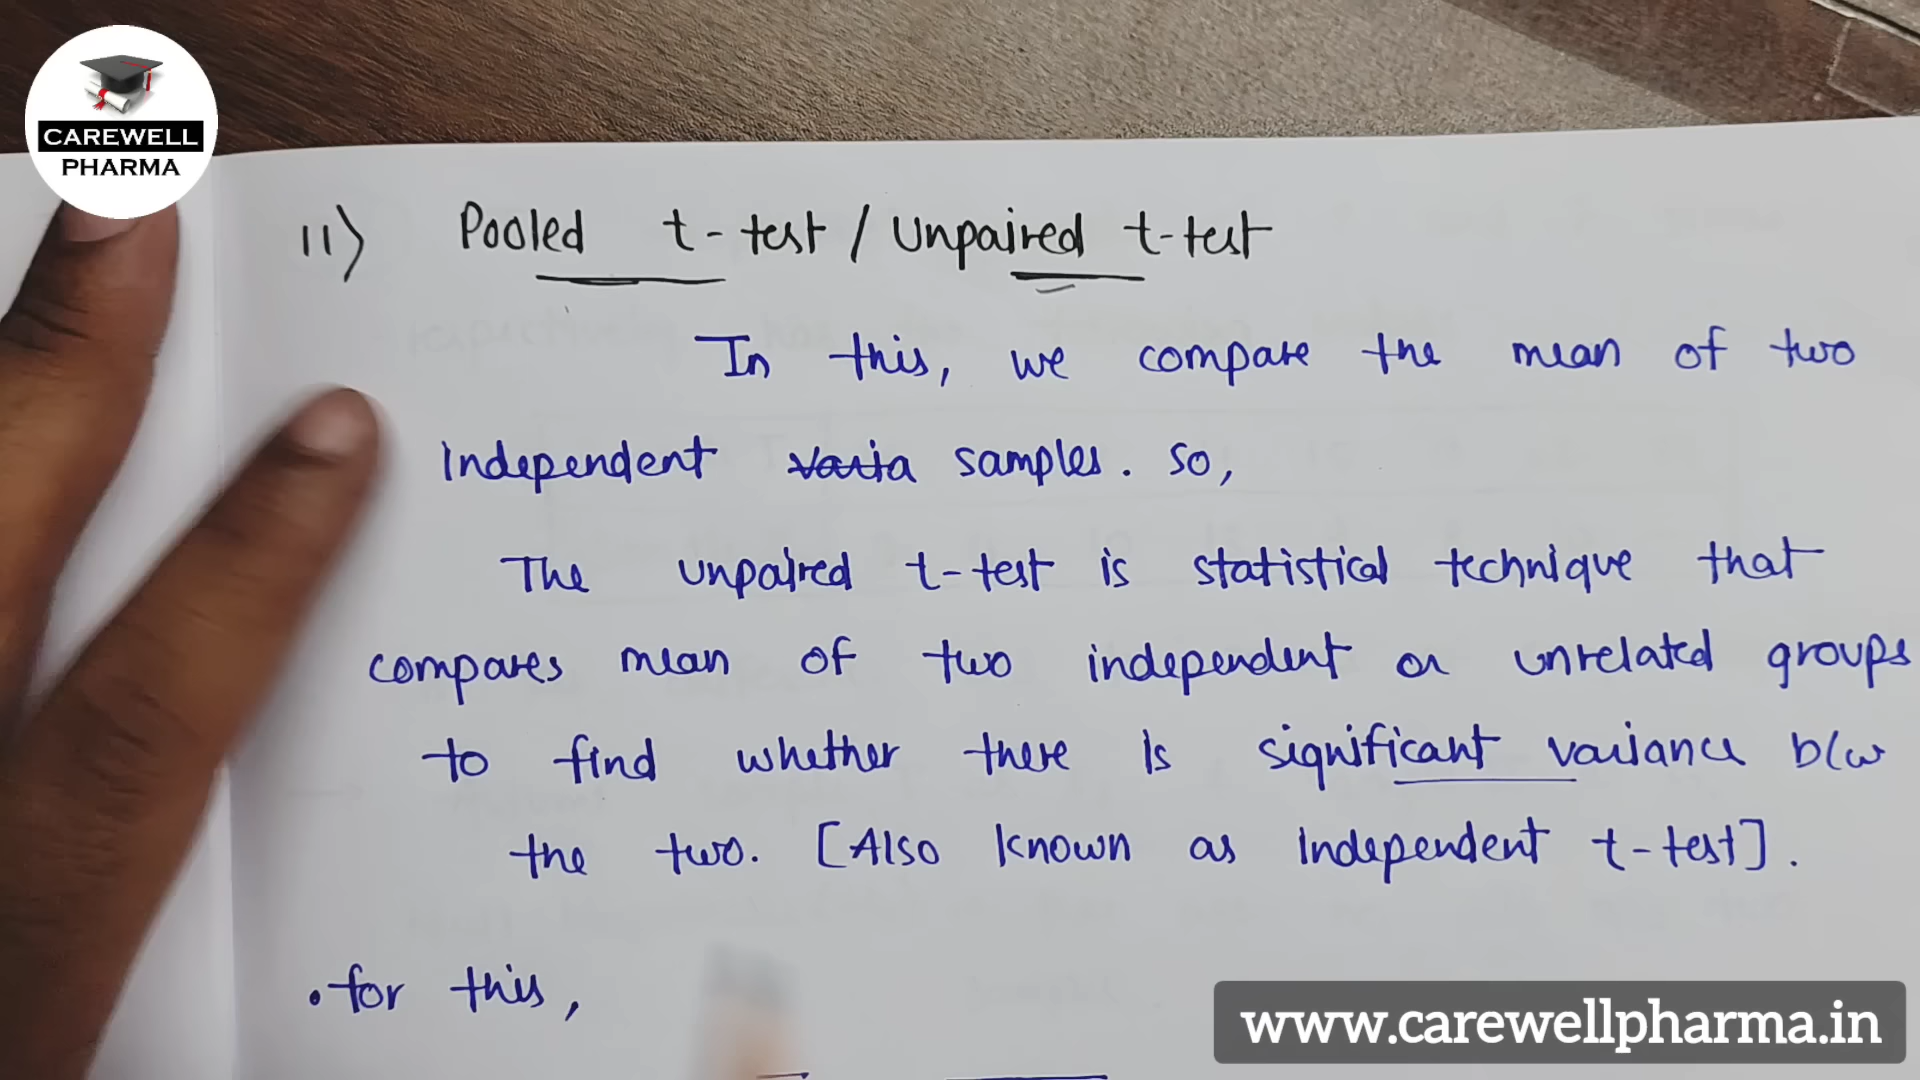 CAREWELL
PHARMA
11) Pooled t-test / Unpaired t-test
In this, we compare the mean of two
independent varia samples. so,
The unpaired t-test is statistical technique that
compares mean of two independent or unrelated groups
to find whether there is significant variance b/w
the two. [Also known as independent t-test].
• for this,
www.carewellpharma.in